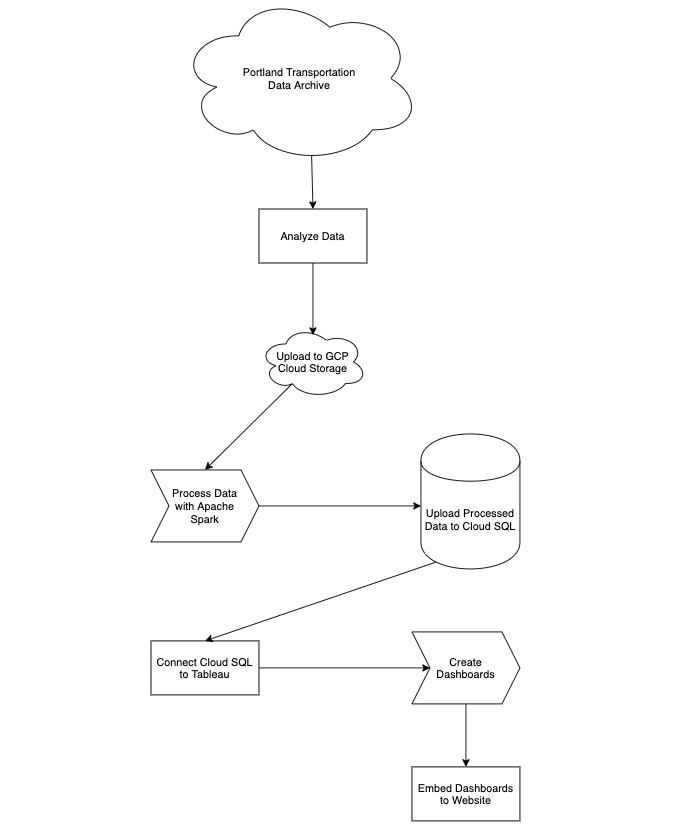 Portland Transportation
Data Archive
Analyze Data
Upload to GCP
Cloud Storage
Process Data
with Apache
Spark
Upload Processed
Data to Cloud SQL
Connect Cloud SQL
to Tableau
Create
Dashboards
Embed Dashboards
to Website